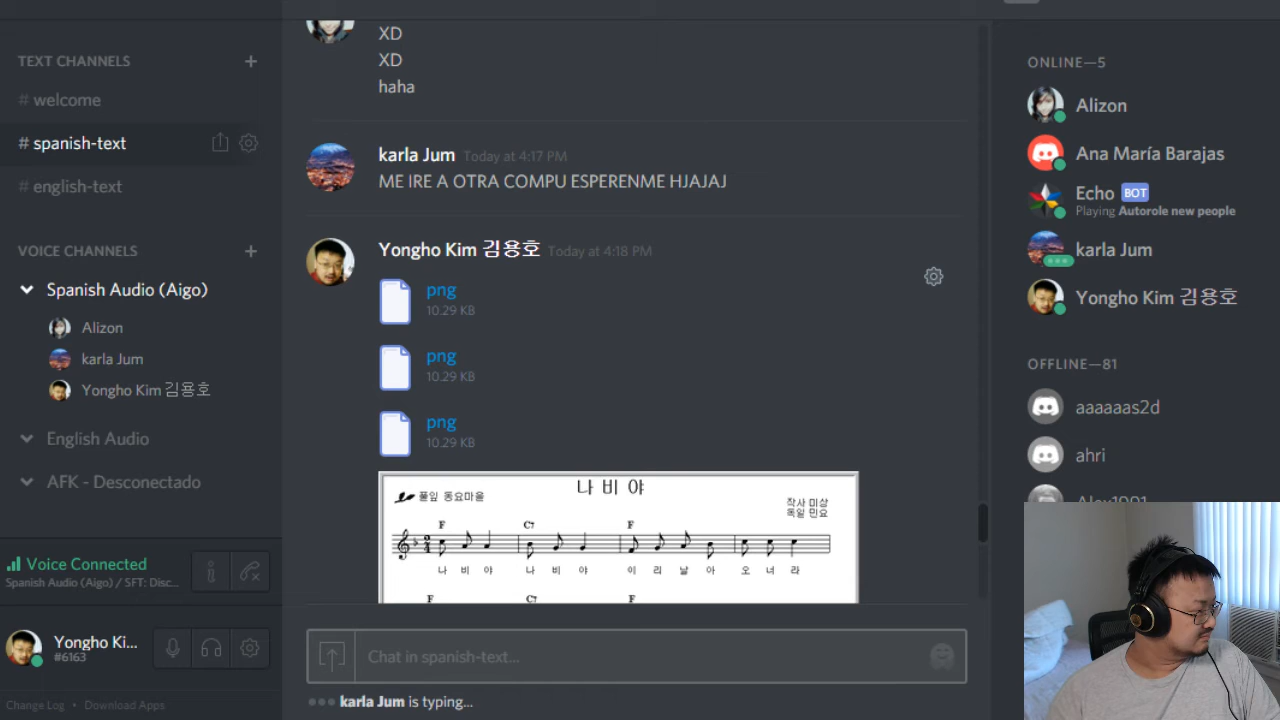 TEXT CHANNELS
# welcome
# spanish-text
# english-text
VOICE CHANNELS
Spanish Audio (Aigo)
Alizon
karla Jum
Yongho Kim 김용호
English Audio
AFK - Desconectado
Voice Connected
Spanish Audio (Aigo) / SFT: Disc...
Yongho Ki...
#6163
Change Log • Download Apps
XD
XD
haha
karla Jum Today at 4:17 PM
ME IRE A OTRA COMPU ESPERENME HJAJAJ
Yongho Kim 김용호 Today at 4:18 PM
png
10.29 KB
png
10.29 KB
png
10.29 KB
나비야
풀잎 동요마을
작사 미상
독일 민요
F C7 F
나 비 야 나 비 야 이 리 날 아 오 너 라
F C7 F
Chat in spanish-text...
karla Jum is typing...
ONLINE—5
Alizon
Ana María Barajas
Echo BOT
Playing Autorole new people
karla Jum
Yongho Kim 김용호
OFFLINE—81
aaaaaas2d
ahri